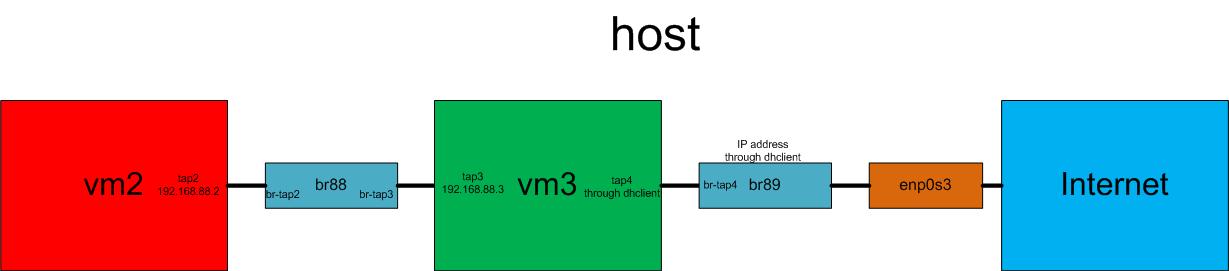 host
vm2
tap2
192.168.88.2
br88
br-tap2
br-tap3
tap3
192.168.88.3
vm3
tap4
through dhclient
IP address
through dhclient
br-tap4
br89
enp0s3
Internet